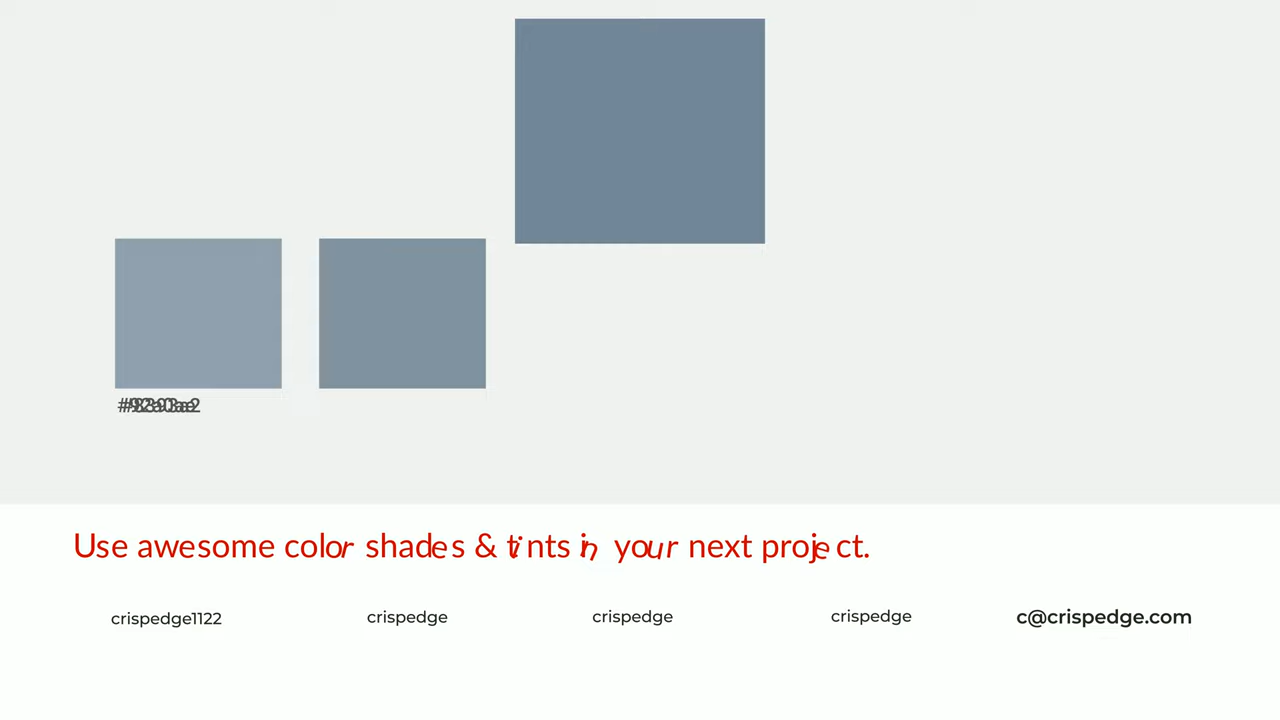 Use awesome color shades & tints in your next project.
crispedge1122 crispedge crispedge crispedge c@crispedge.com